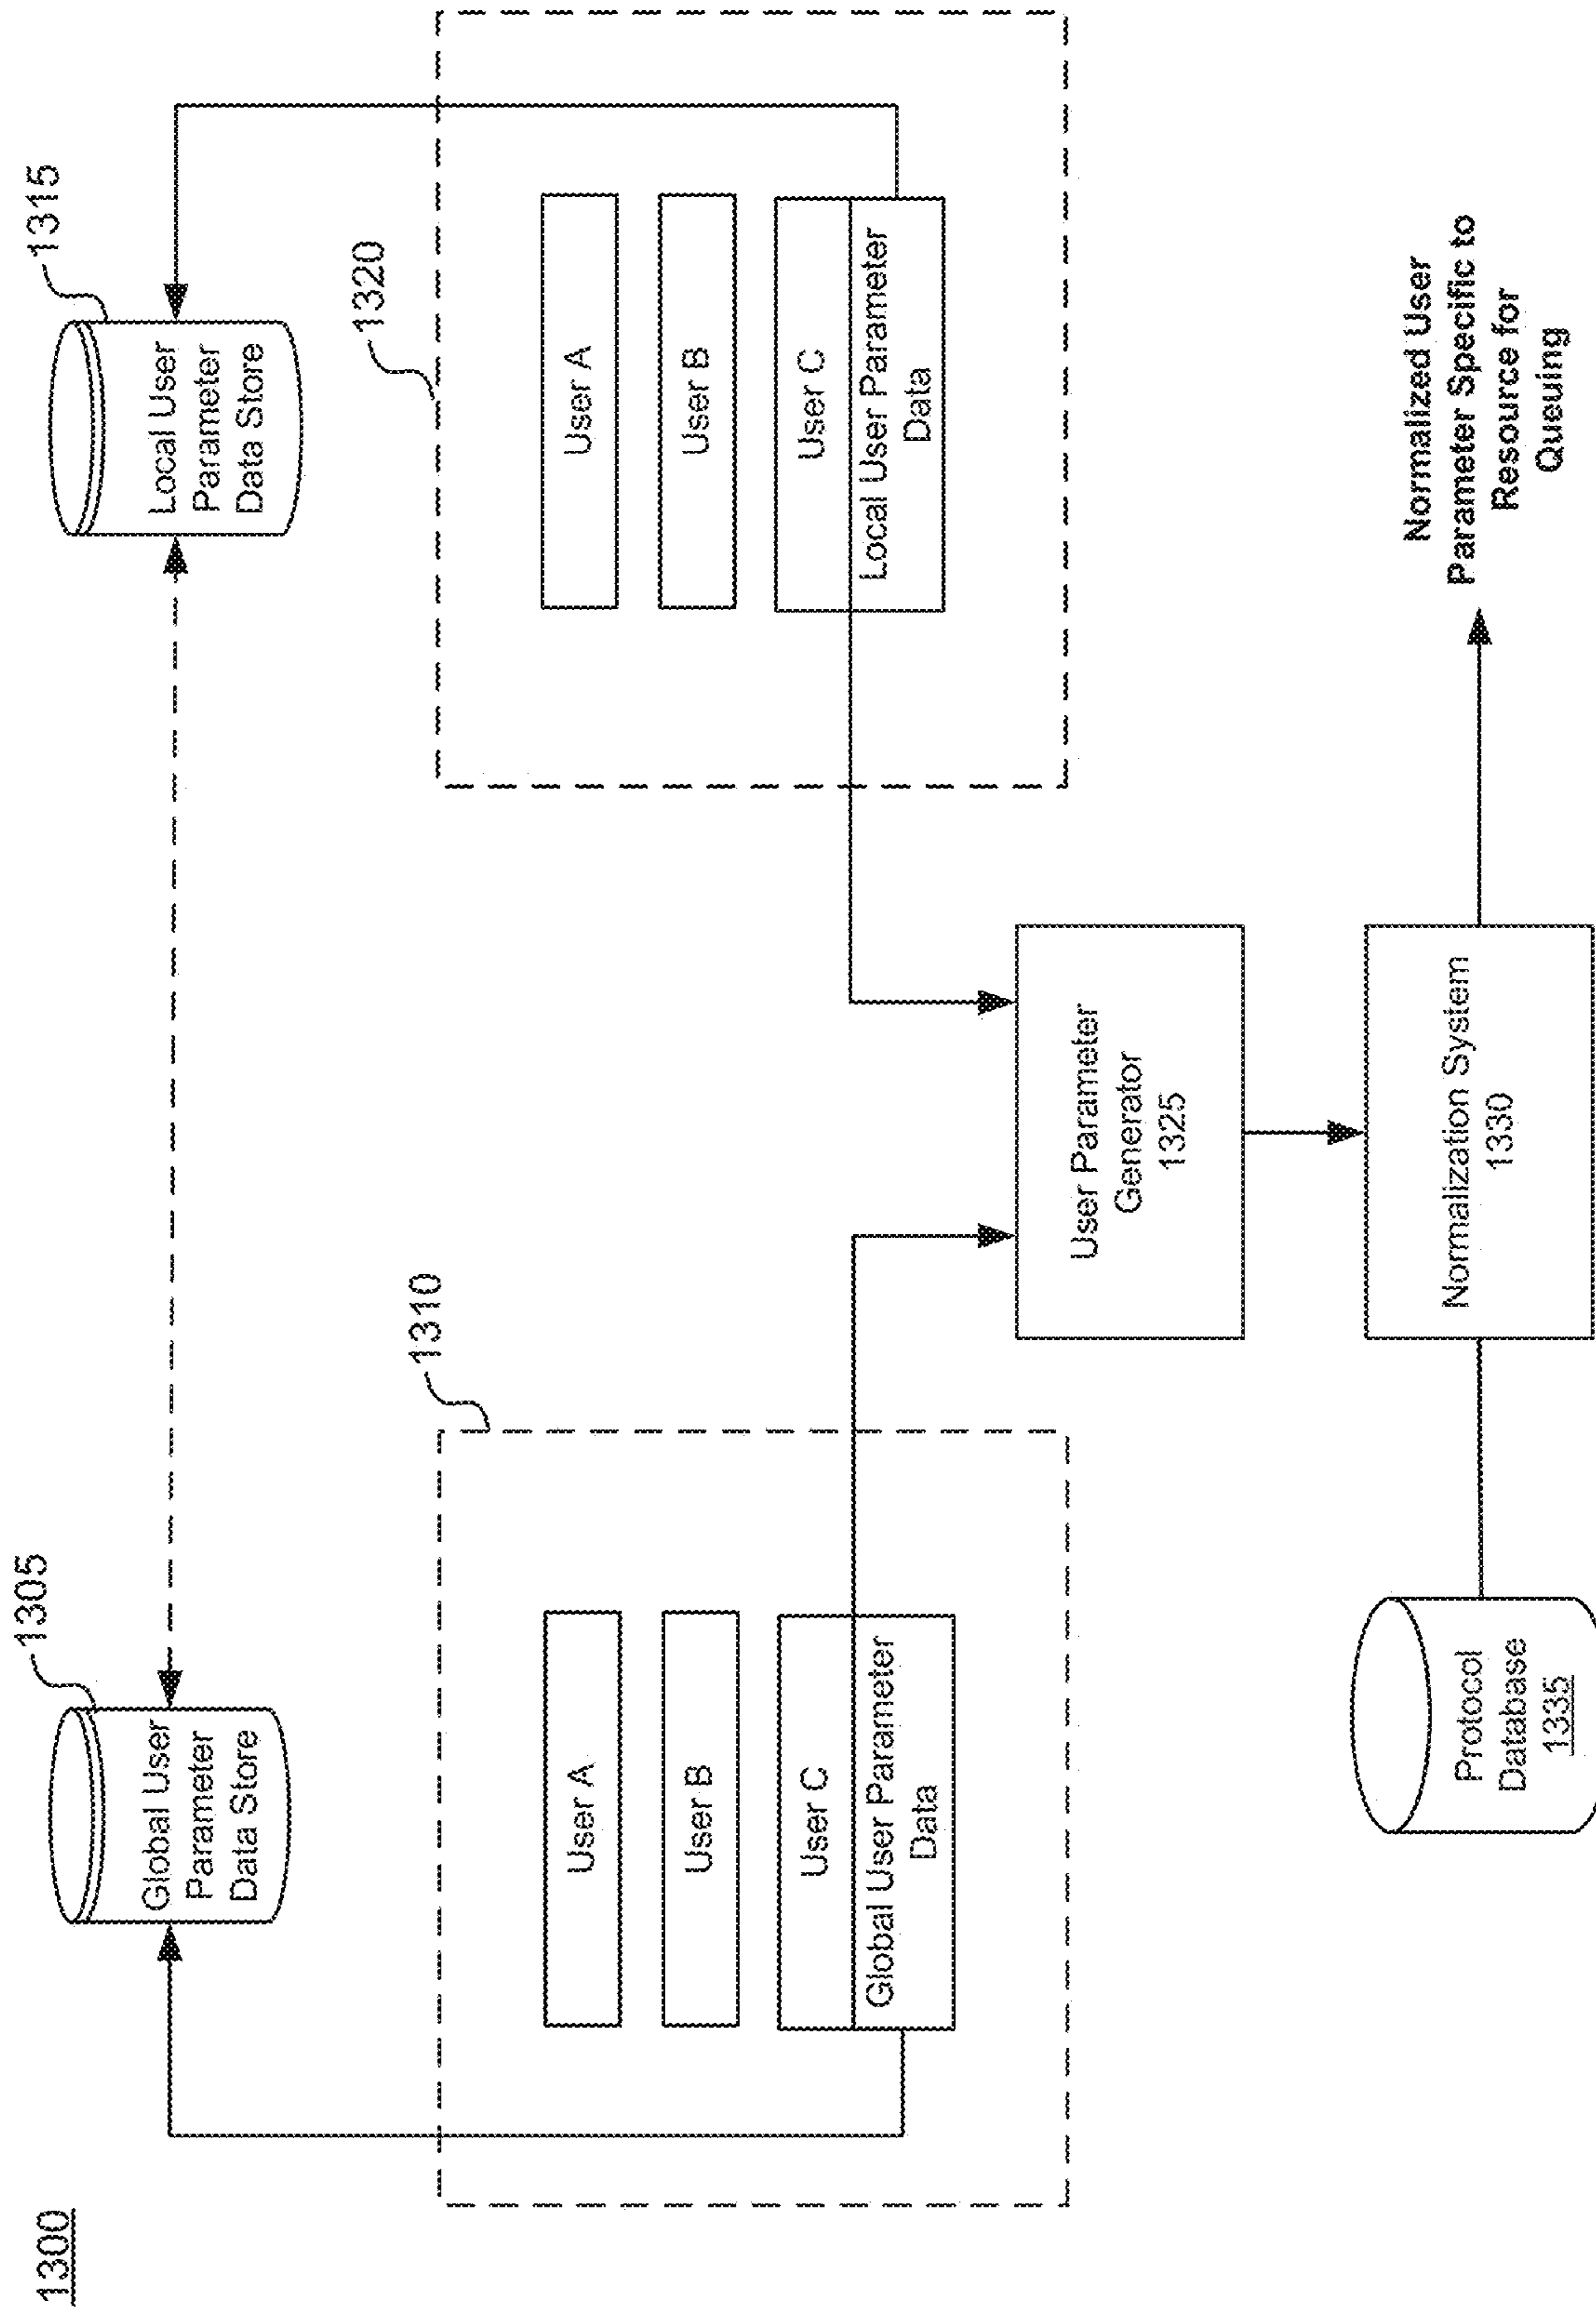 1300
1305
Global User
Parameter
Data Store
1315
Local User
Parameter
Data Store
1310
User A
User B
User C
Global User Parameter
Data
1320
User A
User B
User C
Local User Parameter
Data
User Parameter
Generator
1325
Protocol
Database
1335
Normalization System
1330
Normalized User
Parameter Specific to
Resource for
Queuing